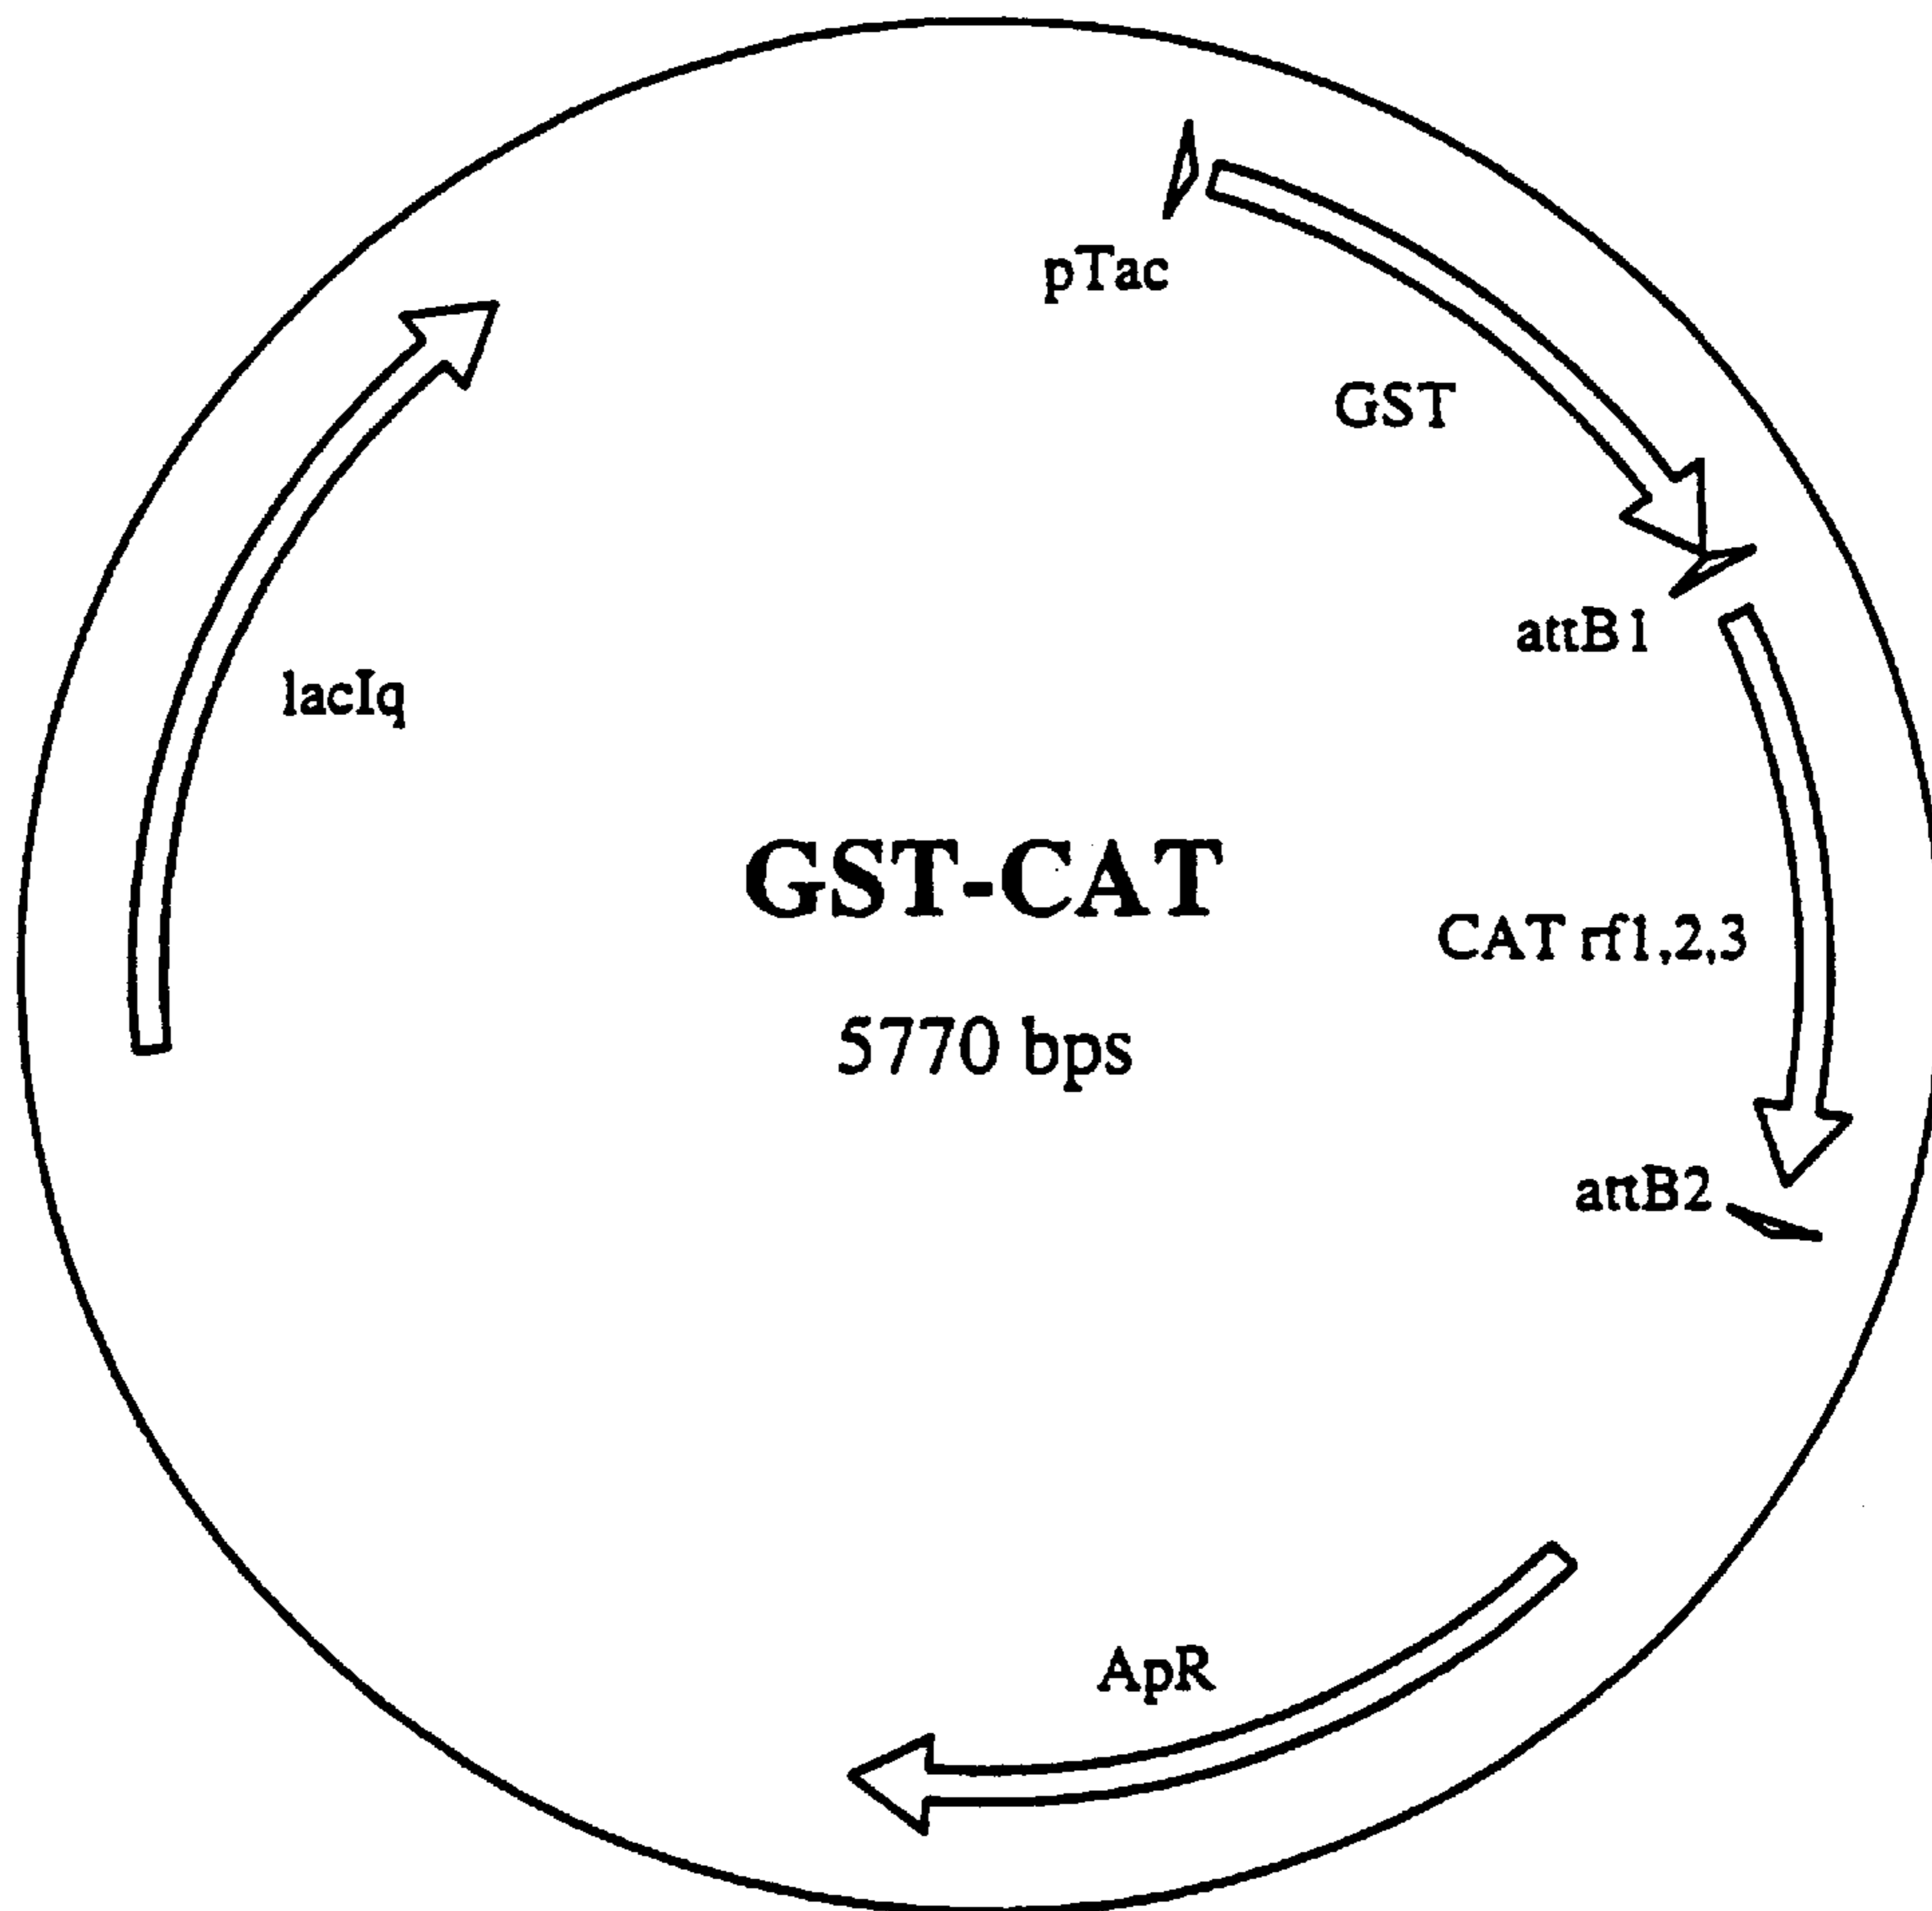 pTac
GST
attB1
lacIq
GST-CAT
CAT rf1,2,3
5770 bps
attB2
ApR